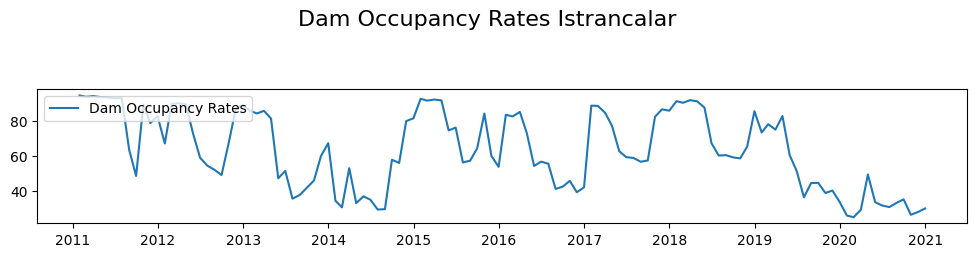 Dam Occupancy Rates Istrancalar
Dam Occupancy Rates
80
60
40
2011 2012 2013 2014 2015 2016 2017 2018 2019 2020 2021